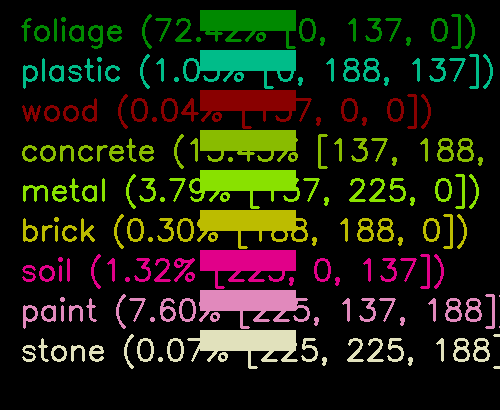 foliage (72.42% [0, 137, 0])
plastic (1.05% [0, 188, 137])
wood (0.04% [137, 0, 0])
concrete (13.43% [137, 188,
metal (3.79% [137, 225, 0])
brick (0.30% [188, 188, 0])
soil (1.32% [225, 0, 137])
paint (7.60% [225, 137, 188]
stone (0.07% [225, 225, 188]